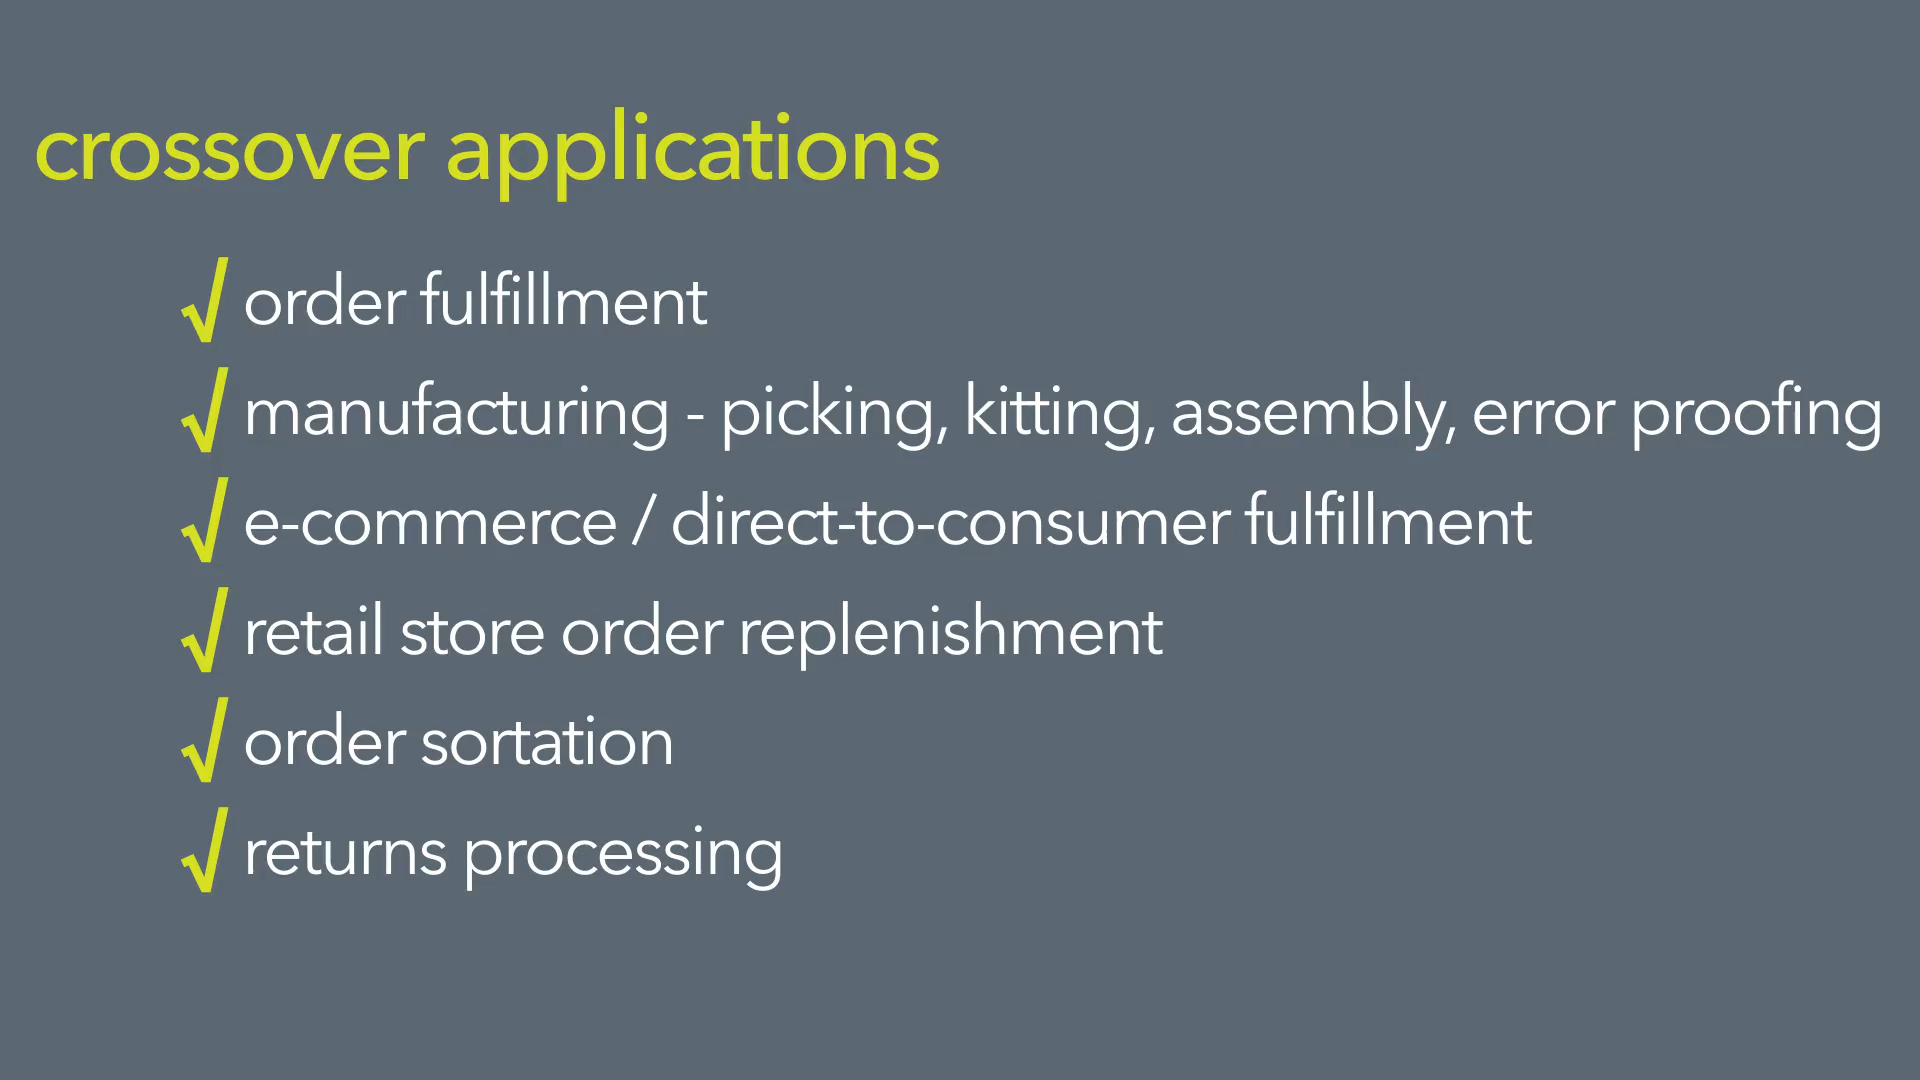 crossover applications
√ order fulfillment
√ manufacturing - picking, kitting, assembly, error proofing
√ e-commerce / direct-to-consumer fulfillment
√ retail store order replenishment
√ order sortation
√ returns processing